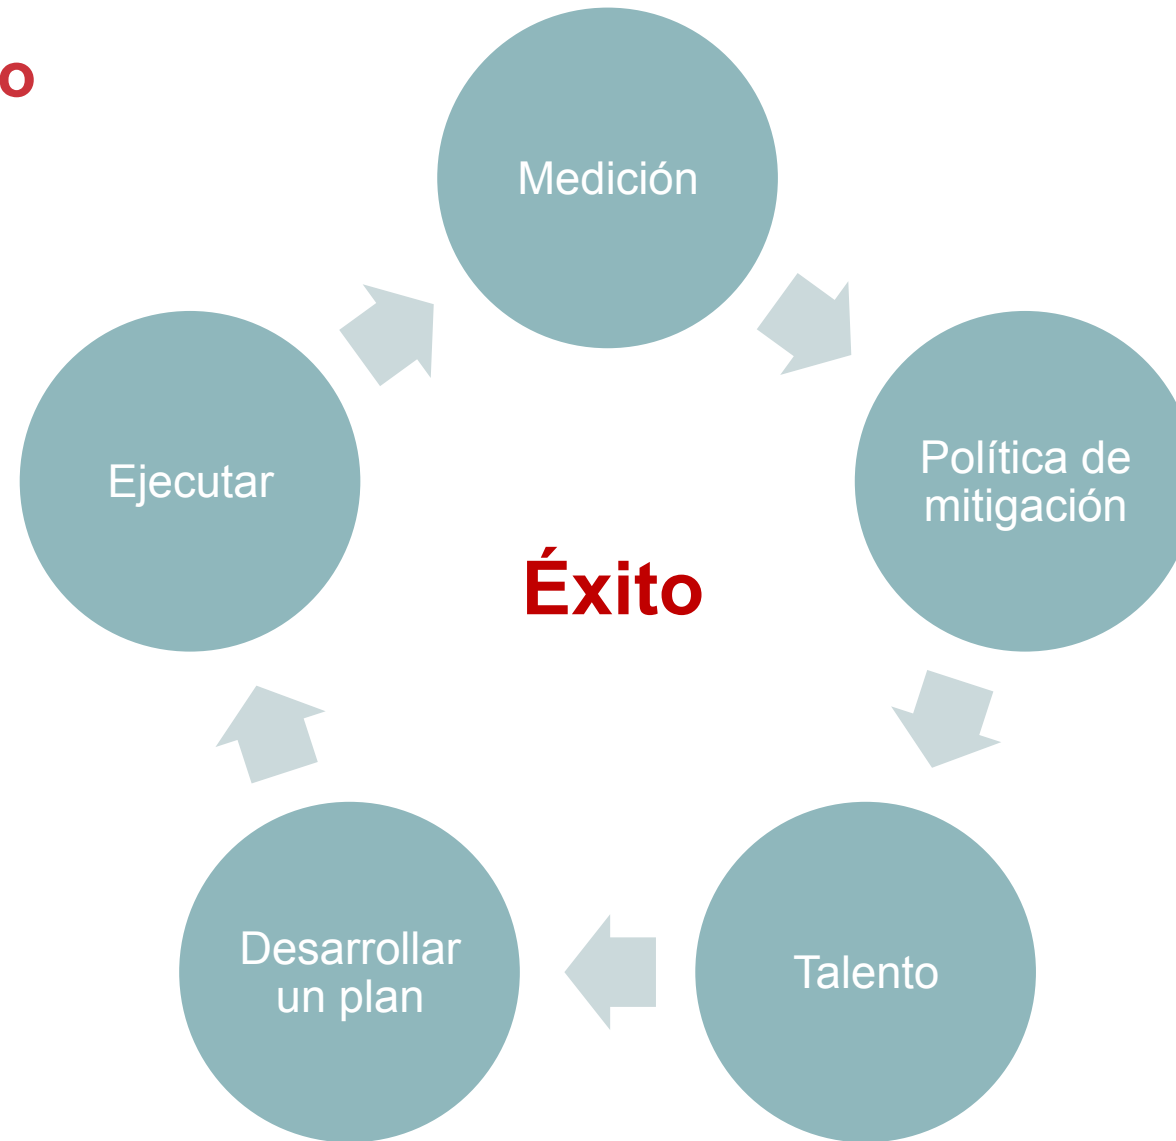 o
Medición
Política de
mitigación
Ejecutar
Éxito
Desarrollar
un plan
Talento